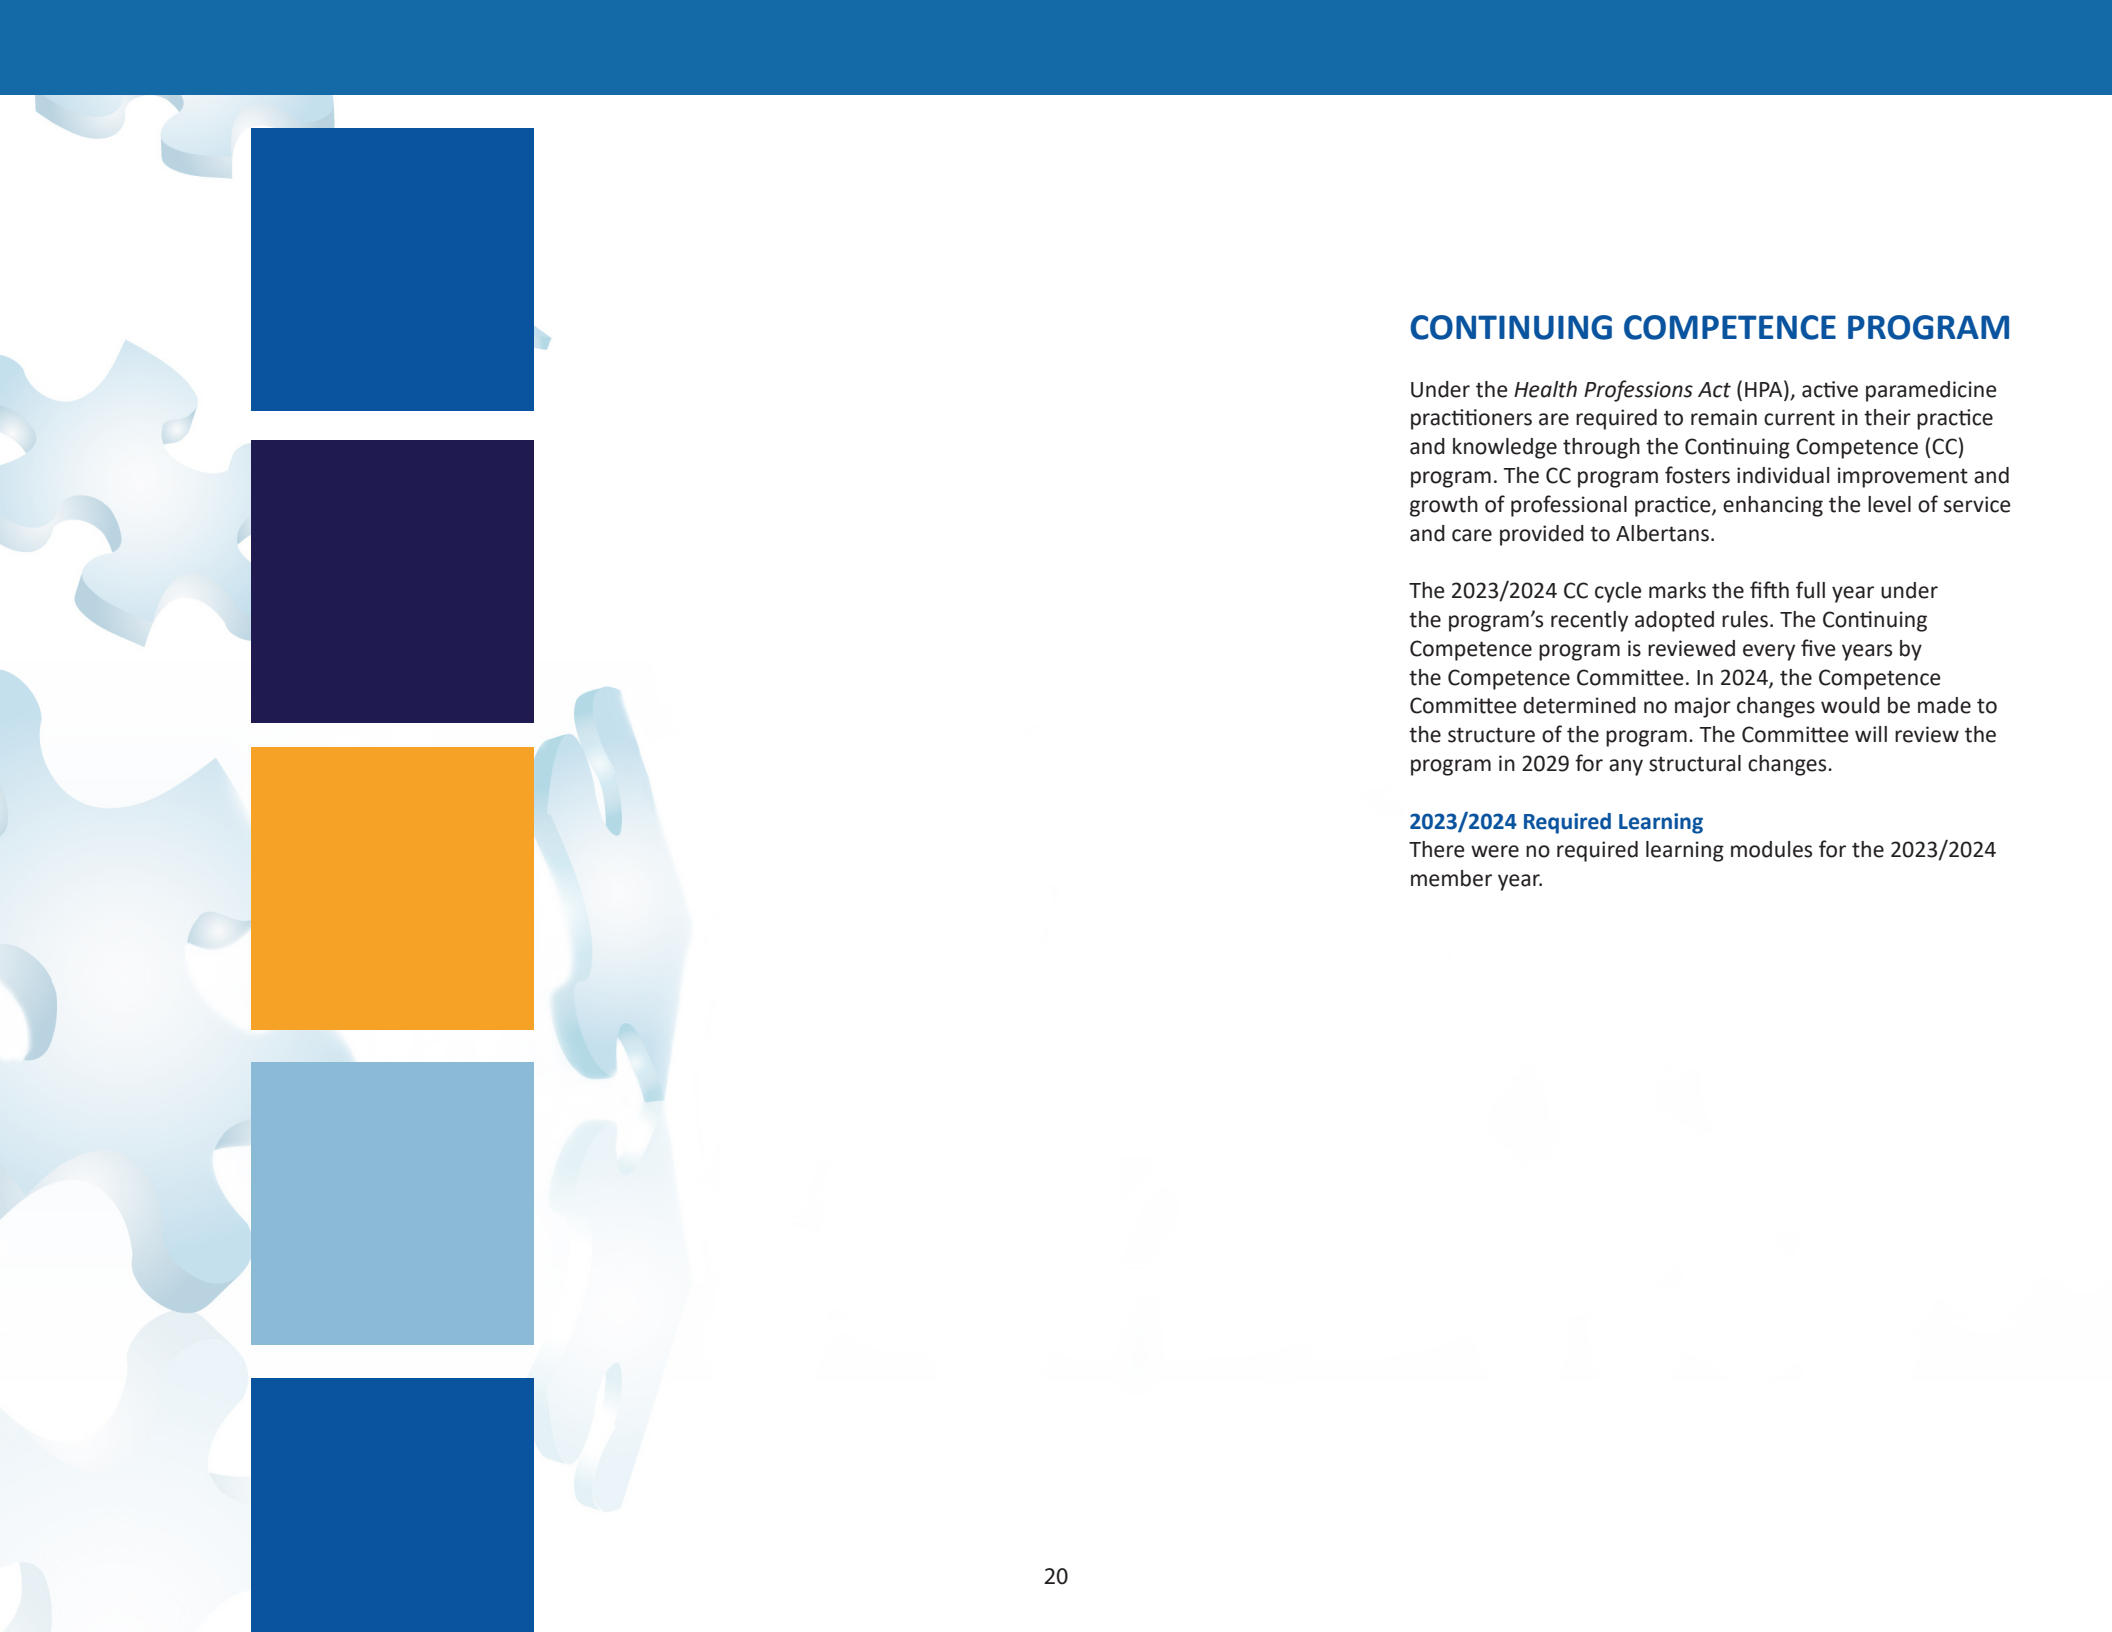 CONTINUING COMPETENCE PROGRAM
Under the Health Professions Act (HPA), active paramedicine
practitioners are required to remain current in their practice
and knowledge through the Continuing Competence (CC)
program. The CC program fosters individual improvement and
growth of professional practice, enhancing the level of service
and care provided to Albertans.
The 2023/2024 CC cycle marks the fifth full year under
the program’s recently adopted rules. The Continuing
Competence program is reviewed every five years by
the Competence Committee. In 2024, the Competence
Committee determined no major changes would be made to
the structure of the program. The Committee will review the
program in 2029 for any structural changes.
2023/2024 Required Learning
There were no required learning modules for the 2023/2024
member year.
20